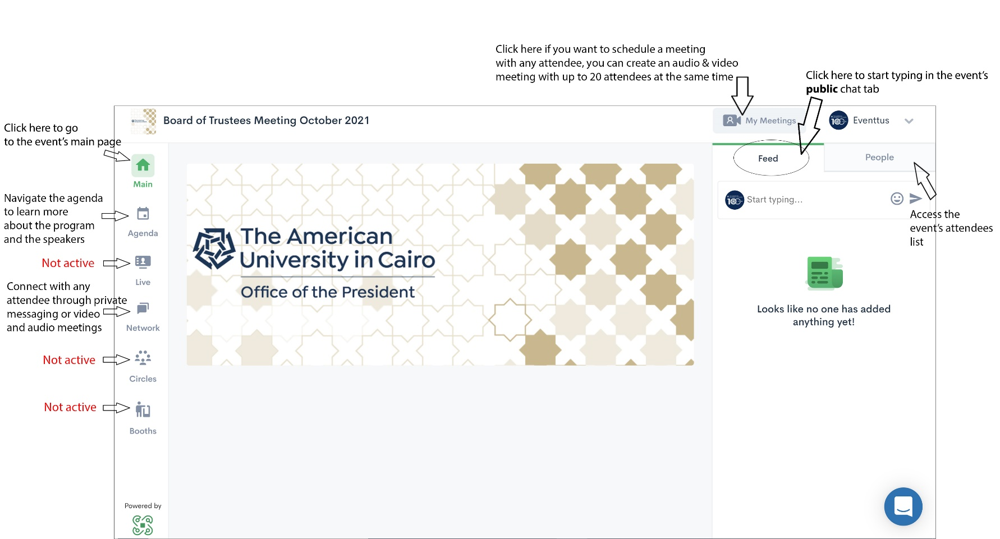 Click here if you want to schedule a meeting
with any attendee, you can create an audio & video
meeting with up to 20 attendees at the same time
Click here to start typing in the event's
public chat tab
Board of Trustees Meeting October 2021
My Meetings
Eventtus
Click here to go
to the event's main page
Main
Navigate the agenda
to learn more
about the program
and the speakers
Agenda
Not active
Live
Connect with any
attendee through private
messaging or video
and audio meetings
Network
Not active
Circles
Not active
Booths
Powered by
The American
University in Cairo
Office of the President
Feed
People
Start typing...
Access the
event's attendees
list
Looks like no one has added
anything yet!